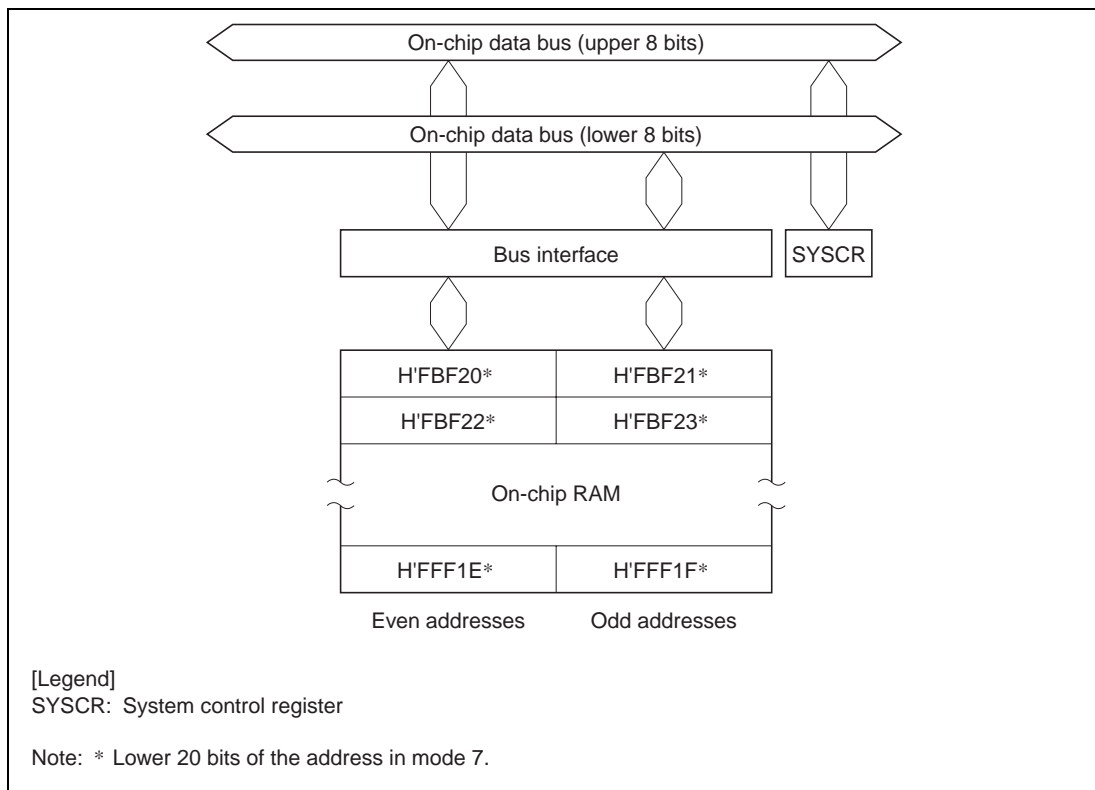 On-chip data bus (upper 8 bits)
On-chip data bus (lower 8 bits)
Bus interface
SYSCR
H'FBF20*
H'FBF21*
H'FBF22*
H'FBF23*
On-chip RAM
H'FFF1E*
H'FFF1F*
Even addresses
Odd addresses
[Legend]
SYSCR: System control register
Note: * Lower 20 bits of the address in mode 7.